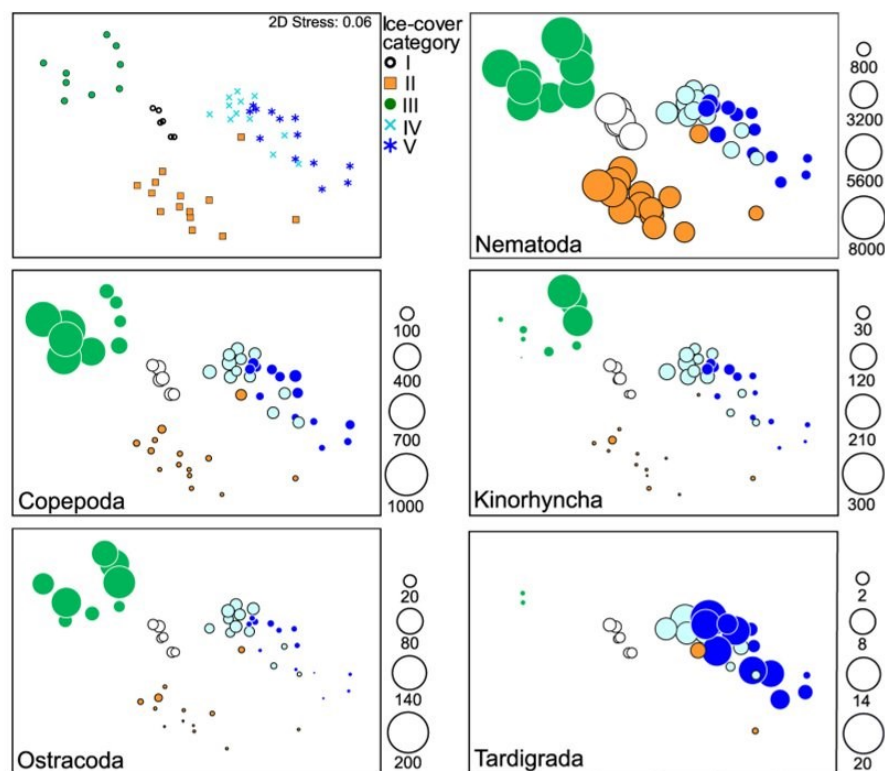 2D Stress: 0.06
Ice-cover
category
I
II
III
IV
V
Nematoda
800
3200
5600
8000
Copepoda
100
400
700
1000
Kinorhyncha
30
120
210
300
Ostracoda
20
80
140
200
Tardigrada
2
8
14
20